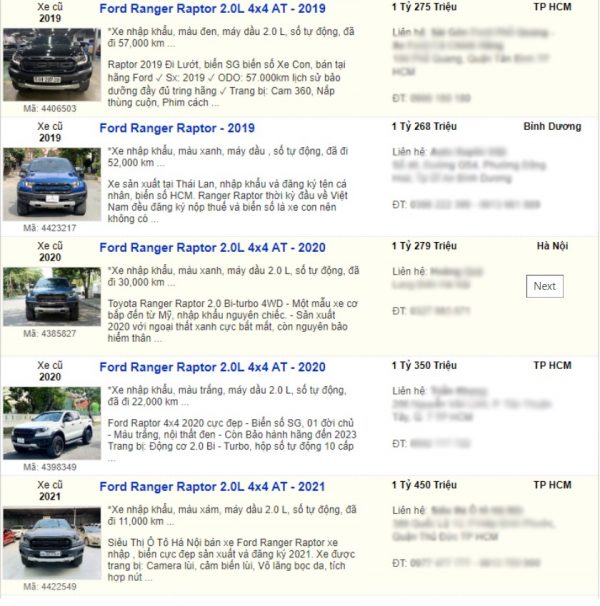 Xe cũ
2019
Mã: 4406503
Ford Ranger Raptor 2.0L 4x4 AT - 2019
*Xe nhập khẩu, màu đen, máy dầu 2.0 L, số tự động, đã
đi 57,000 km ...
Raptor 2019 Đi Lướt, biển SG biển số Xe Con, bán tại
hãng Ford ✓ Sx: 2019 ✓ ODO: 57.000km lịch sử bảo
dưỡng đầy đủ tring hãng ✓ Trang bị: Cam 360, Nắp
thùng cuộn, Phim cách ...
1 Tỷ 275 Triệu
TP HCM
Liên hệ:
HCM
ĐT:
Xe cũ
2019
Mã: 4423217
Ford Ranger Raptor - 2019
*Xe nhập khẩu, màu xanh, máy dầu , số tự động, đã đi
52,000 km ...
Xe sản xuất tại Thái Lan, nhập khẩu và đăng ký tên cá
nhân, biển số HCM. Ranger Raptor thời kỳ đầu về Việt
Nam đều đăng ký nộp thuế và biển số là xe con nên
không có ...
1 Tỷ 268 Triệu
Bình Dương
Liên hệ:
ĐT:
Xe cũ
2020
Mã: 4385827
Ford Ranger Raptor 2.0L 4x4 AT - 2020
*Xe nhập khẩu, màu xanh, máy dầu 2.0 L, số tự động, đã
đi 30,000 km ...
Toyota Ranger Raptor 2.0 Bi-turbo 4WD - Một mẫu xe cơ
bắp đến từ Mỹ, nhập khẩu nguyên chiếc. - Sản xuất
2020 với ngoại thất xanh cực bắt mất, còn nguyên bảo
hiểm thân ...
1 Tỷ 279 Triệu
Hà Nội
Liên hệ:
ĐT:
Next
Xe cũ
2020
Mã: 4398349
Ford Ranger Raptor 2.0L 4x4 AT - 2020
*Xe nhập khẩu, màu trắng, máy dầu 2.0 L, số tự động,
đã đi 22,000 km ...
Ford Raptor 4x4 2020 cực đẹp - Biển số SG, 01 đời chủ
- Màu trắng, nội thất đen - Còn Bảo hành hãng đến 2023
Trang bị: Động cơ 2.0 Bi - Turbo, hộp số tự động 10 cấp
...
1 Tỷ 350 Triệu
TP HCM
Liên hệ:
ĐT:
Xe cũ
2021
Mã: 4422549
Ford Ranger Raptor 2.0L 4x4 AT - 2021
*Xe nhập khẩu, màu xám, máy dầu 2.0 L, số tự động, đã
đi 11,000 km ...
Siêu Thị Ô Tô Hà Nội bán xe Ford Ranger Raptor xe
nhập , biển cực đẹp sản xuất và đăng ký 2021. Xe được
trang bị: Camera lùi, cảm biến lùi, Vô lăng bọc da, tích
hợp nút ...
1 Tỷ 450 Triệu
TP HCM
Liên hệ:
ĐT: